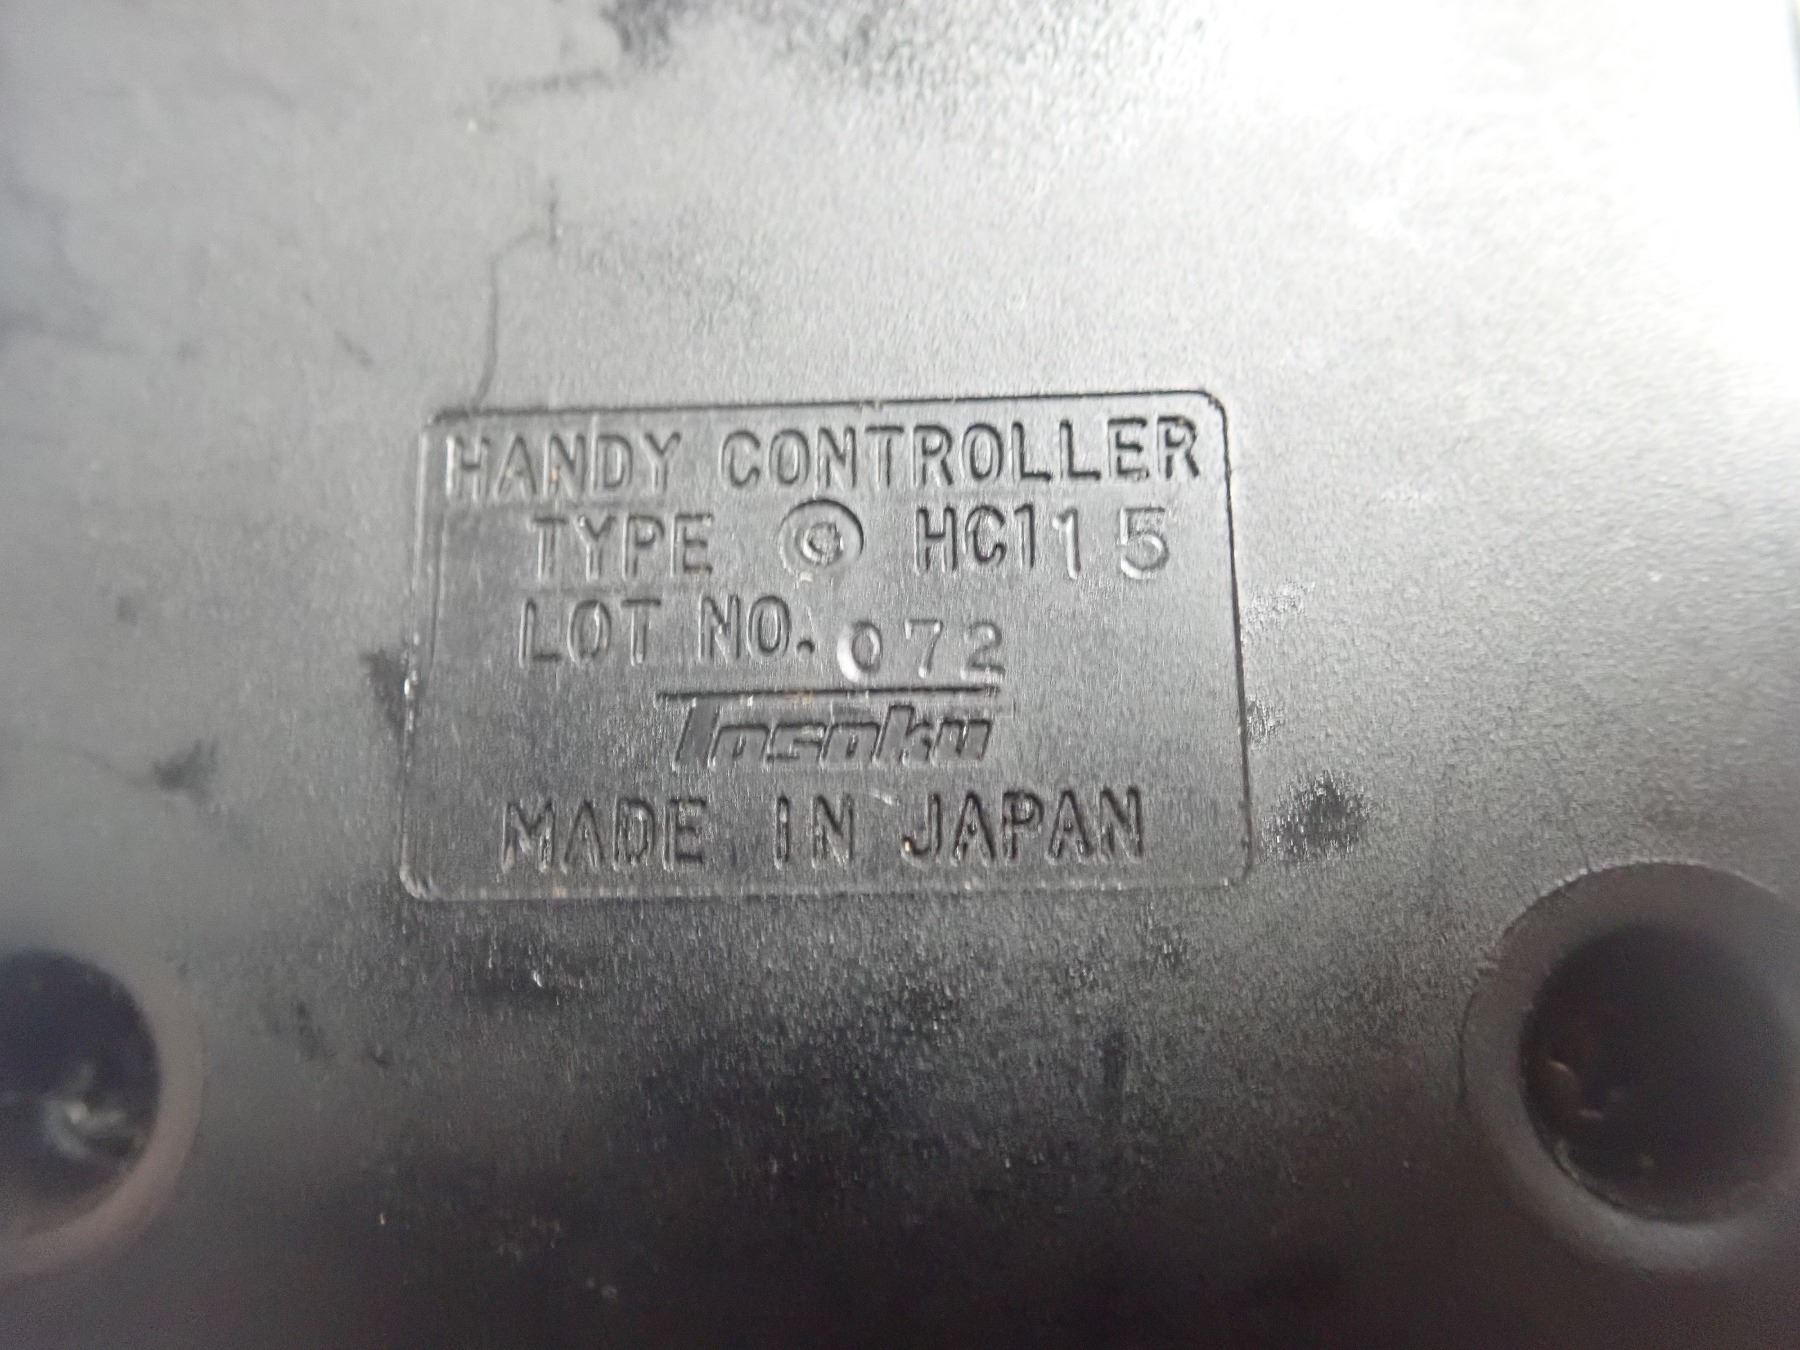 HANDY CONTROLLER
TYPE ◎ HC115
LOT NO. 072
Tosoku
MADE IN JAPAN